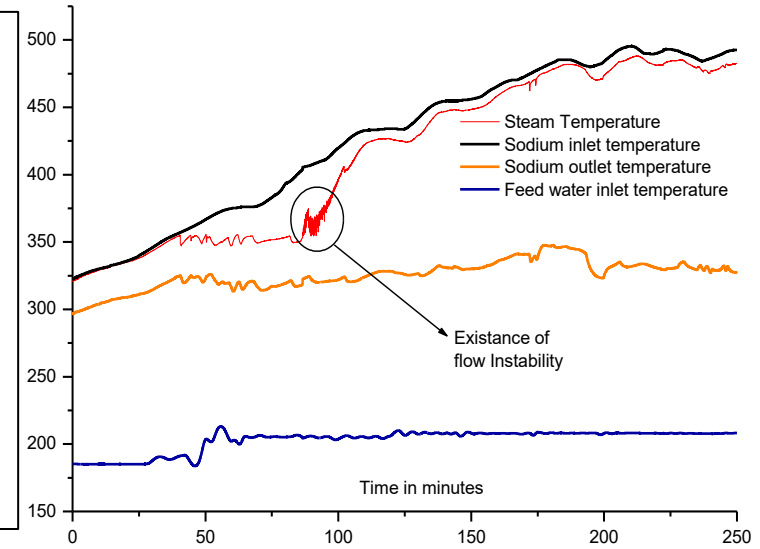 500
450
400
350
300
250
200
150
Steam Temperature
Sodium inlet temperature
Sodium outlet temperature
Feed water inlet temperature
Existance of
flow Instability
Time in minutes
0
50
100
150
200
250